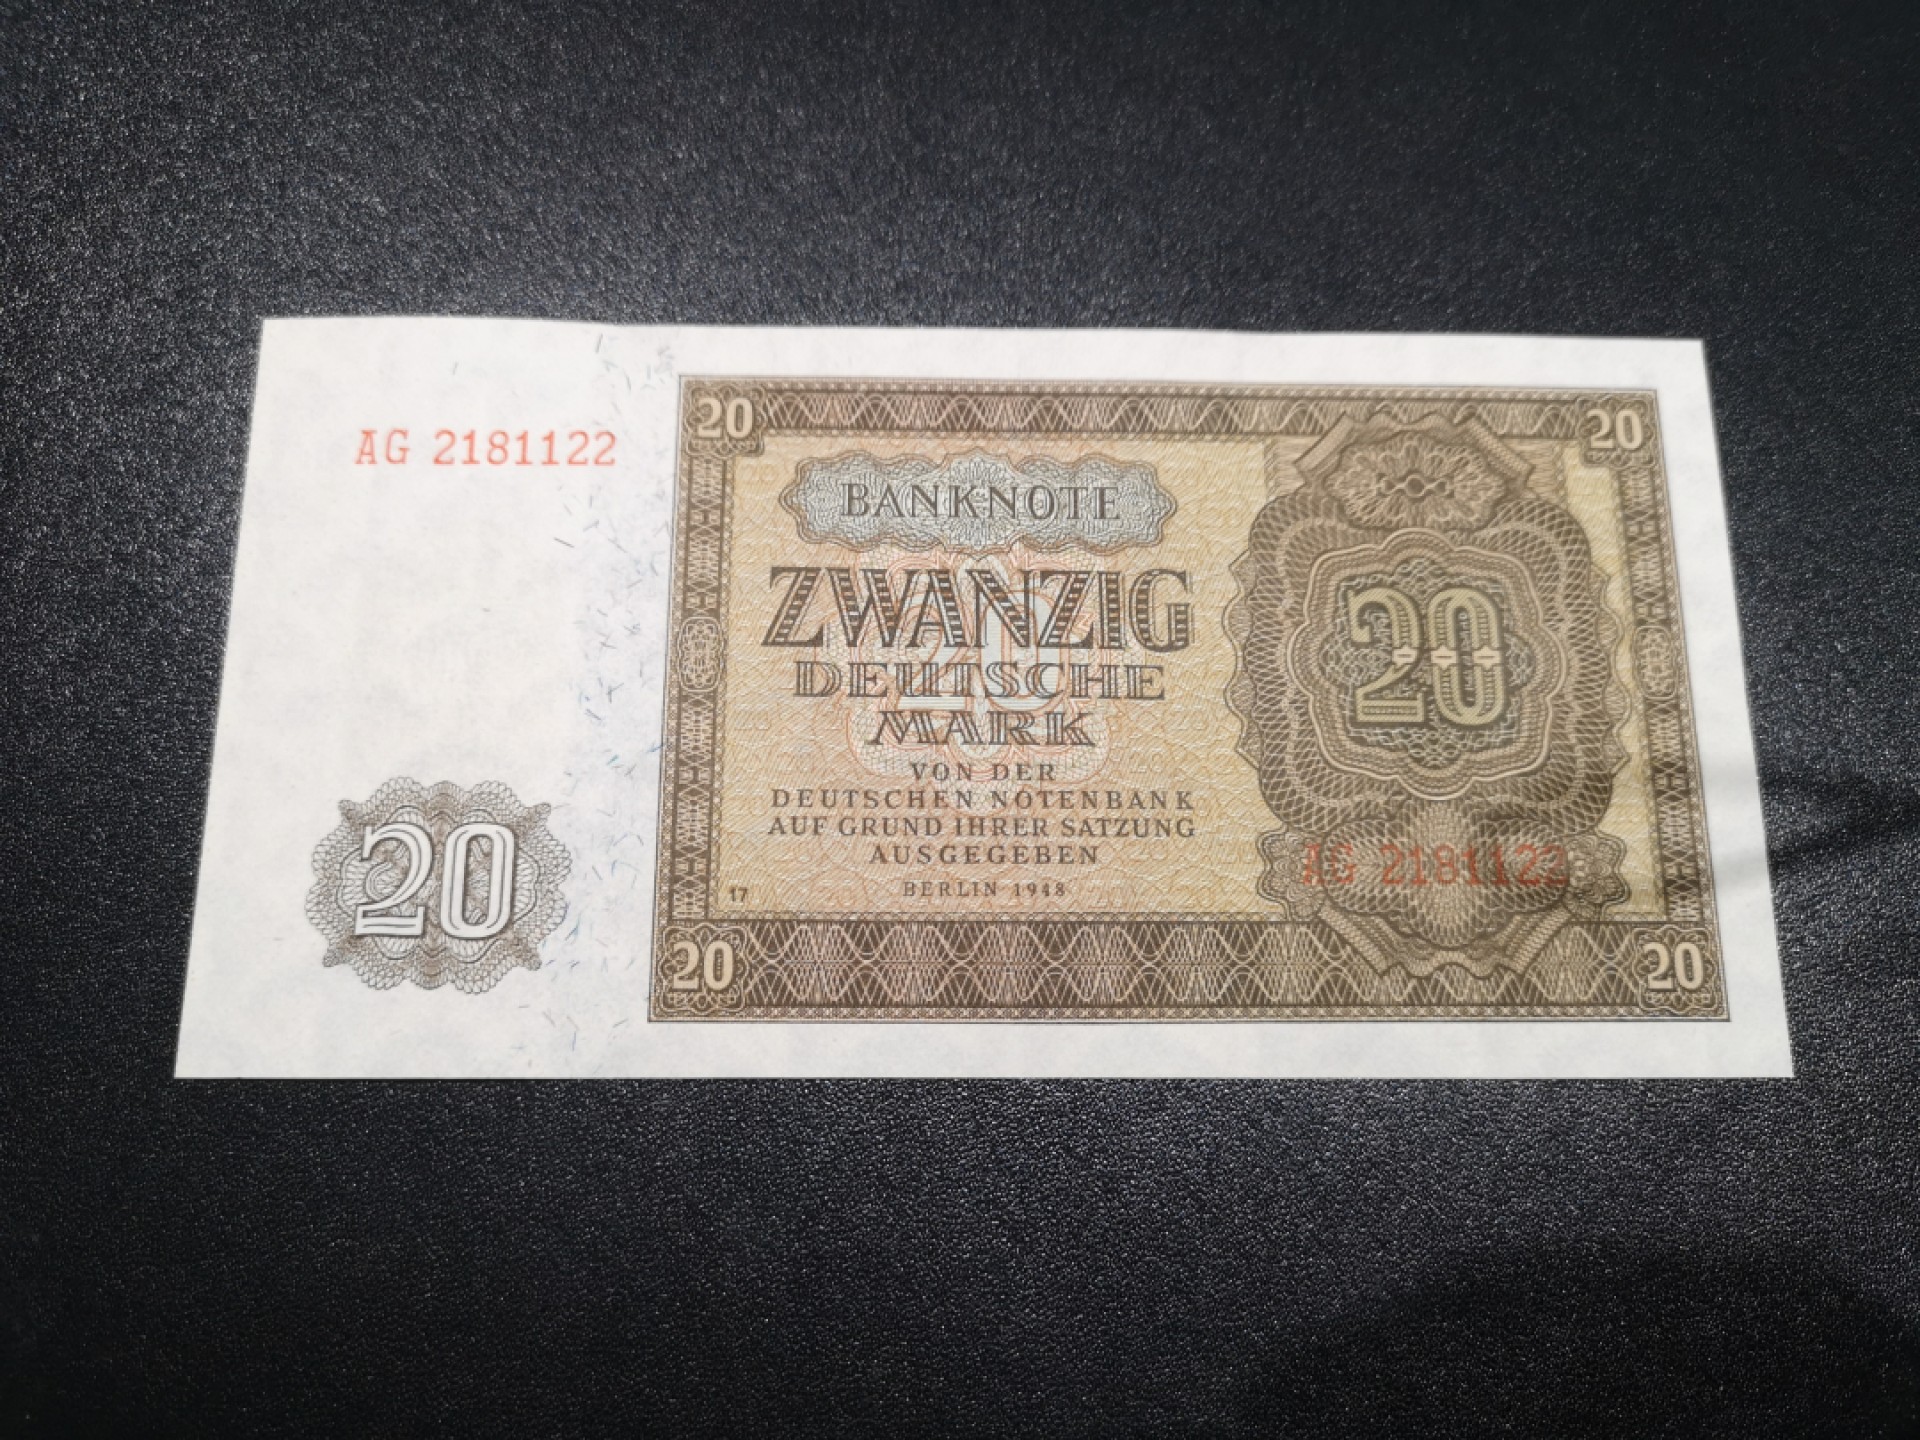 20
20
AG 2181122
BANKNOTE
ZWANZIG
20
DEUTSCHE
20
MARK
VON DER
DEUTSCHEN NOTENBANK
AUF GRUND IHRER SATZUNG
AUSGEGEBEN
AG 2181122
BERLIN 1948
17
20
20
20